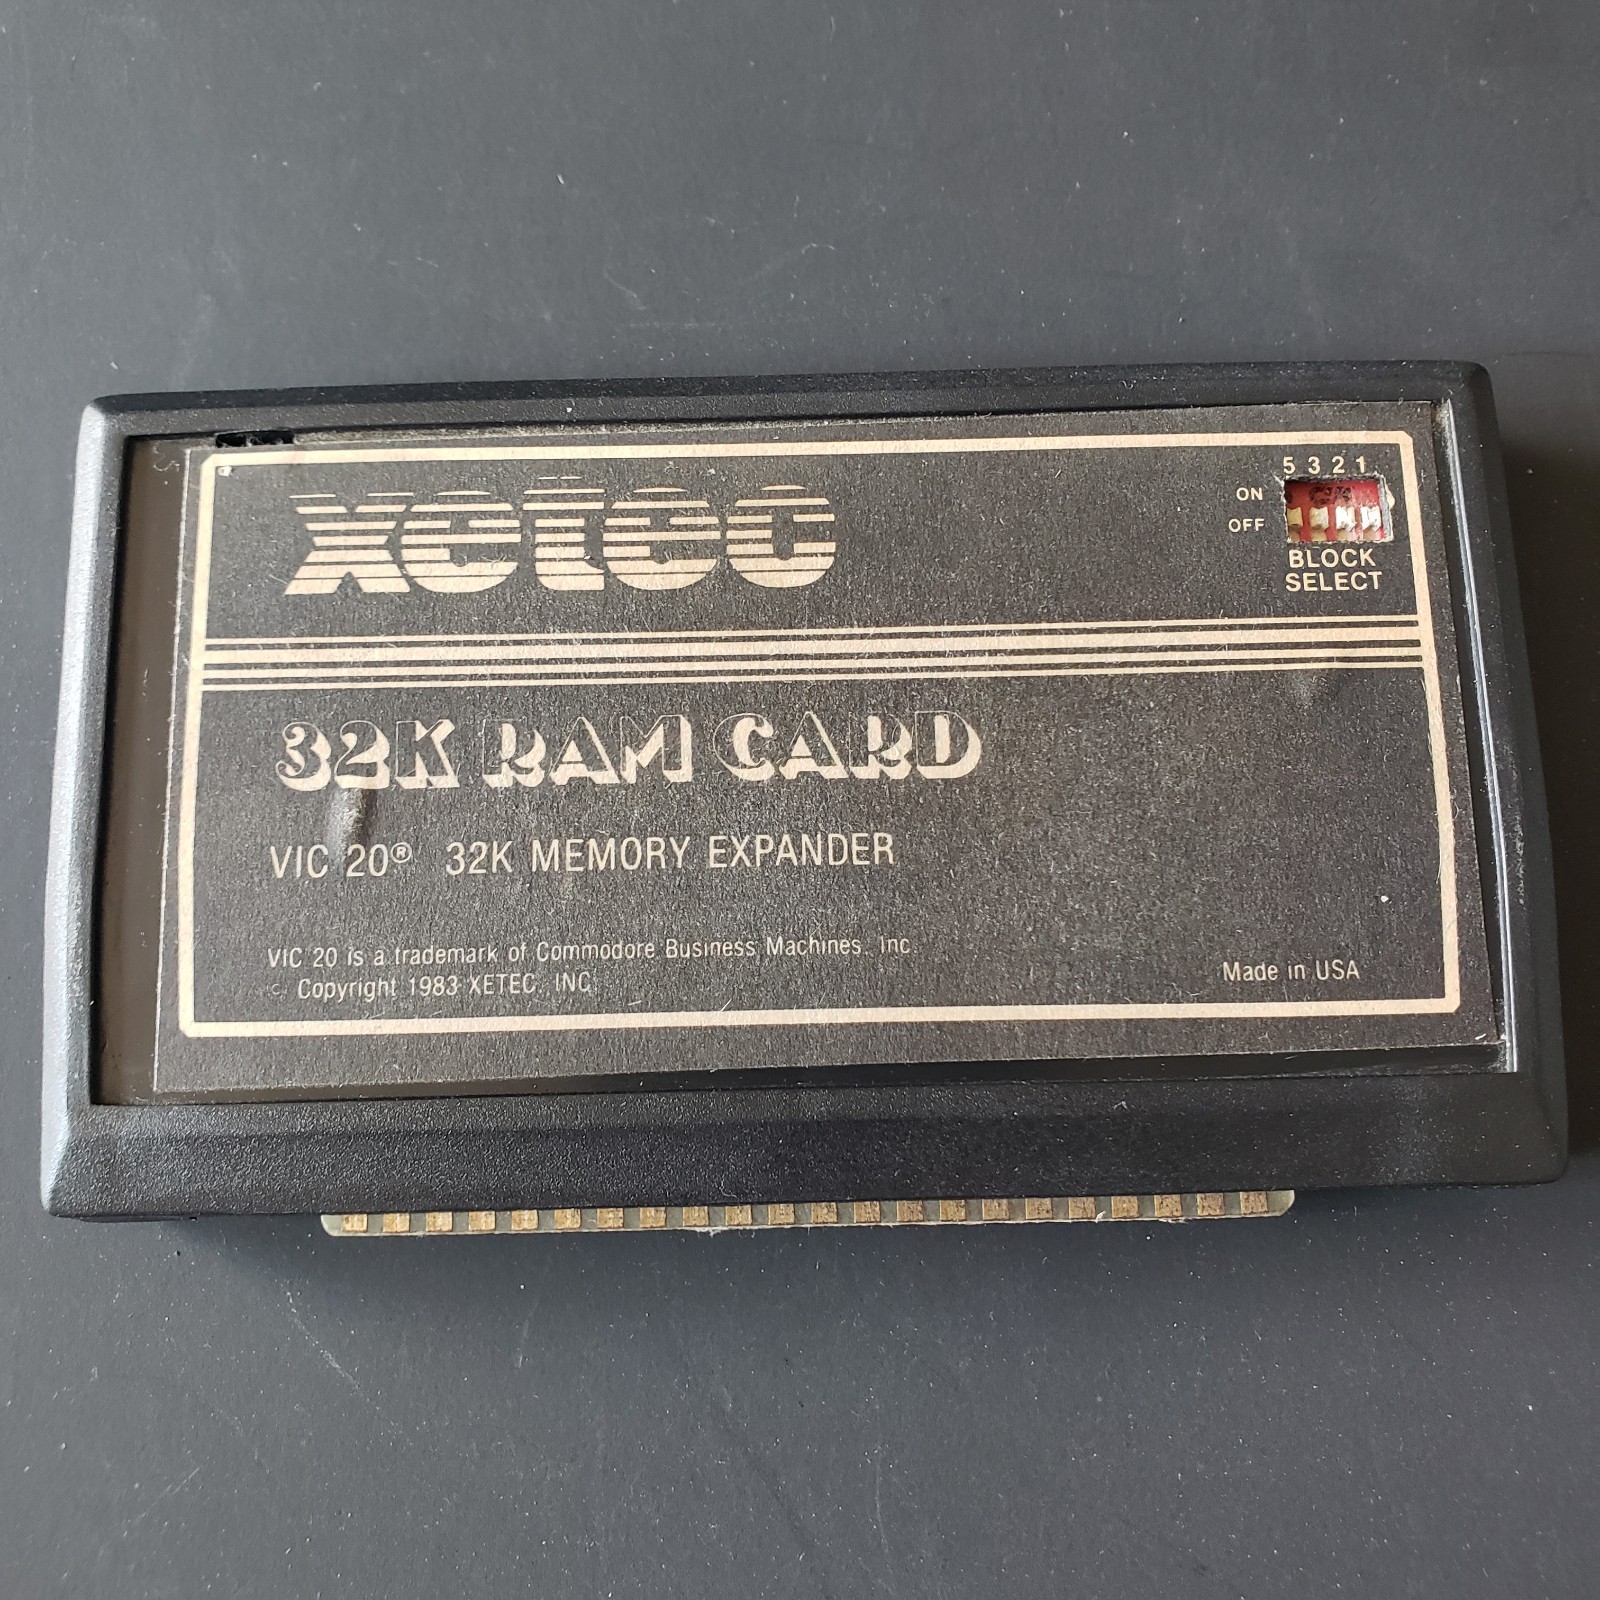 xetec
5 3 2 1
ON
OFF
BLOCK
SELECT
32K RAM CARD
VIC 20® 32K MEMORY EXPANDER
VIC 20 is a trademark of Commodore Business Machines, Inc.
© Copyright 1983 XETEC, INC
Made in USA